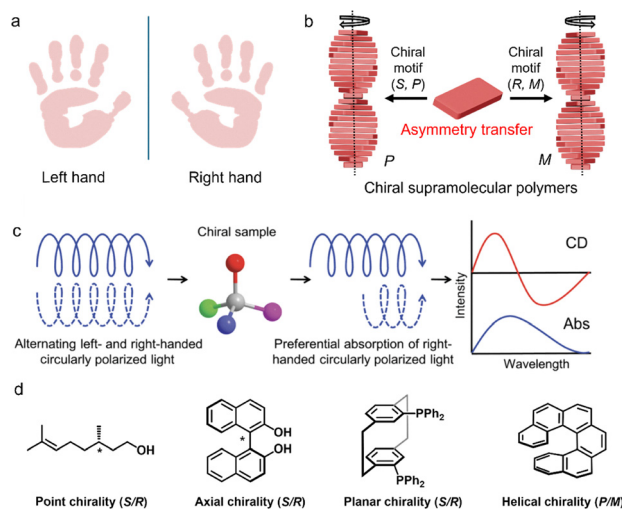 a
Left hand
Right hand
b
Chiral
motif
(S, P)
Chiral
motif
(R, M)
Asymmetry transfer
P
M
Chiral supramolecular polymers
c
Alternating left- and right-handed
circularly polarized light
Chiral sample
Preferential absorption of right-
handed circularly polarized light
Intensity
CD
Abs
Wavelength
d
*
OH
Point chirality (S/R)
*
OH
OH
Axial chirality (S/R)
PPh₂
PPh₂
Planar chirality (S/R)
Helical chirality (P/M)